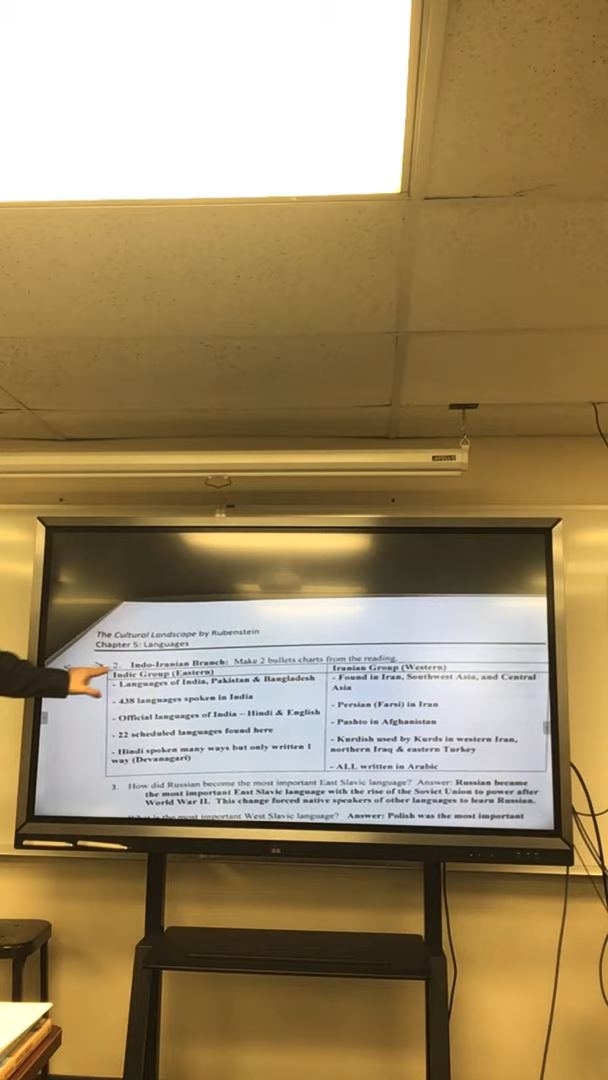 The Cultural Landscape by Rubenstein
Chapter 5: Languages
2. Indo-Iranian Branch: Make 2 bullets charts from the reading.
Indic Group (Eastern)
- Languages of India, Pakistan & Bangladesh
- 438 languages spoken in India
- Official languages of India – Hindi & English
- 22 scheduled languages found here
- Hindi spoken many ways but only written 1
way (Devanagari)
Iranian Group (Western)
- Found in Iran, Southwest Asia, and Central
Asia
- Persian (Farsi) in Iran
- Pashto in Afghanistan
- Kurdish used by Kurds in western Iran,
northern Iraq & eastern Turkey
- ALL written in Arabic
3. How did Russian become the most important East Slavic language? Answer: Russian became
the most important East Slavic language with the rise of the Soviet Union to power after
World War II. This change forced native speakers of other languages to learn Russian.
is the most important West Slavic language? Answer: Polish was the most important